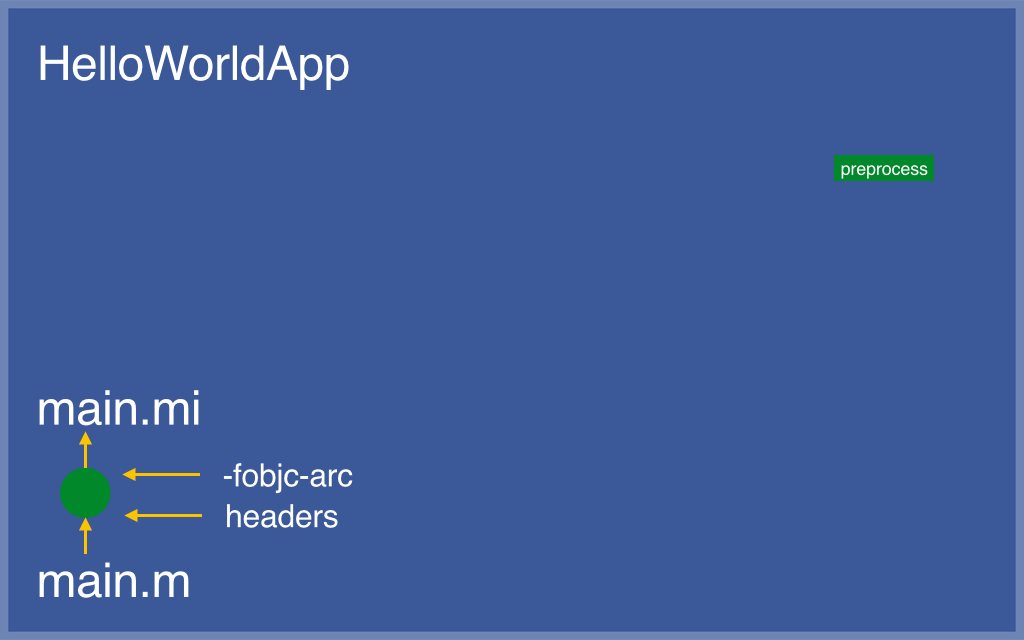 HelloWorldApp
preprocess
main.mi
-fobjc-arc
headers
main.m